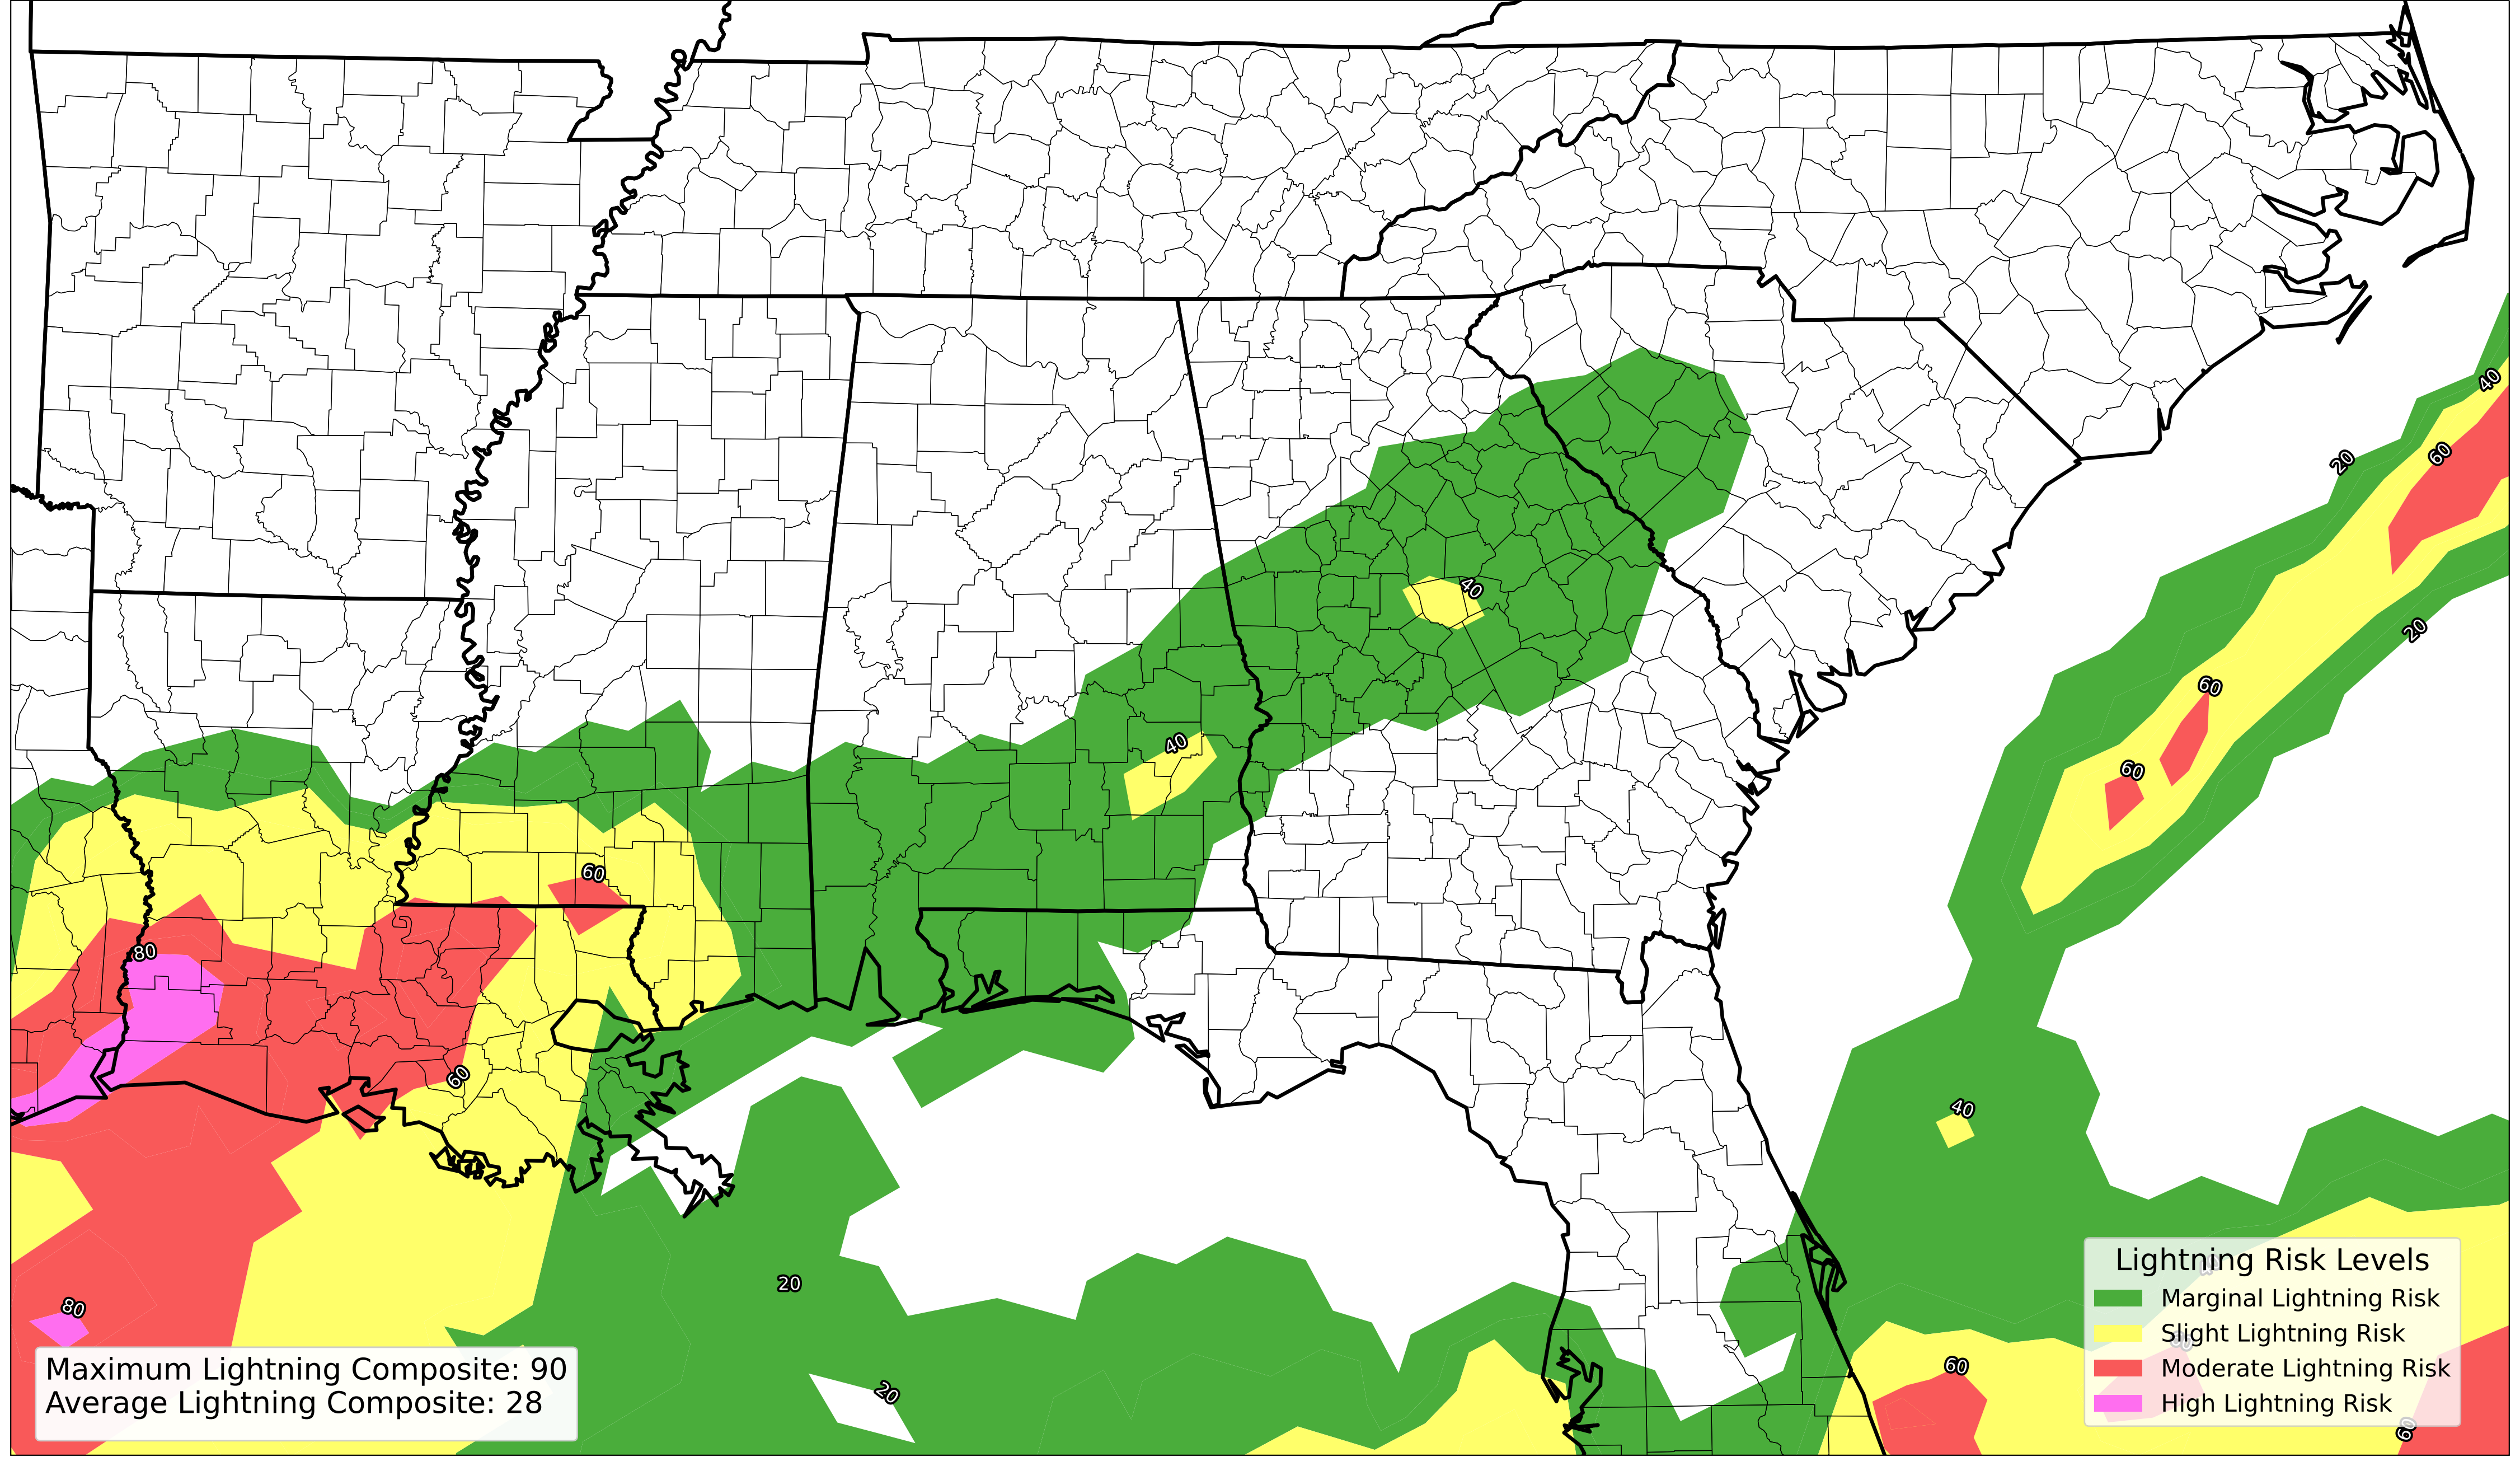 40
60
20
20
40
60
40
60
60
80
60
40
20
80
20
60
60
Lightning Risk Levels
Marginal Lightning Risk
Slight Lightning Risk
Moderate Lightning Risk
High Lightning Risk
Maximum Lightning Composite: 90
Average Lightning Composite: 28